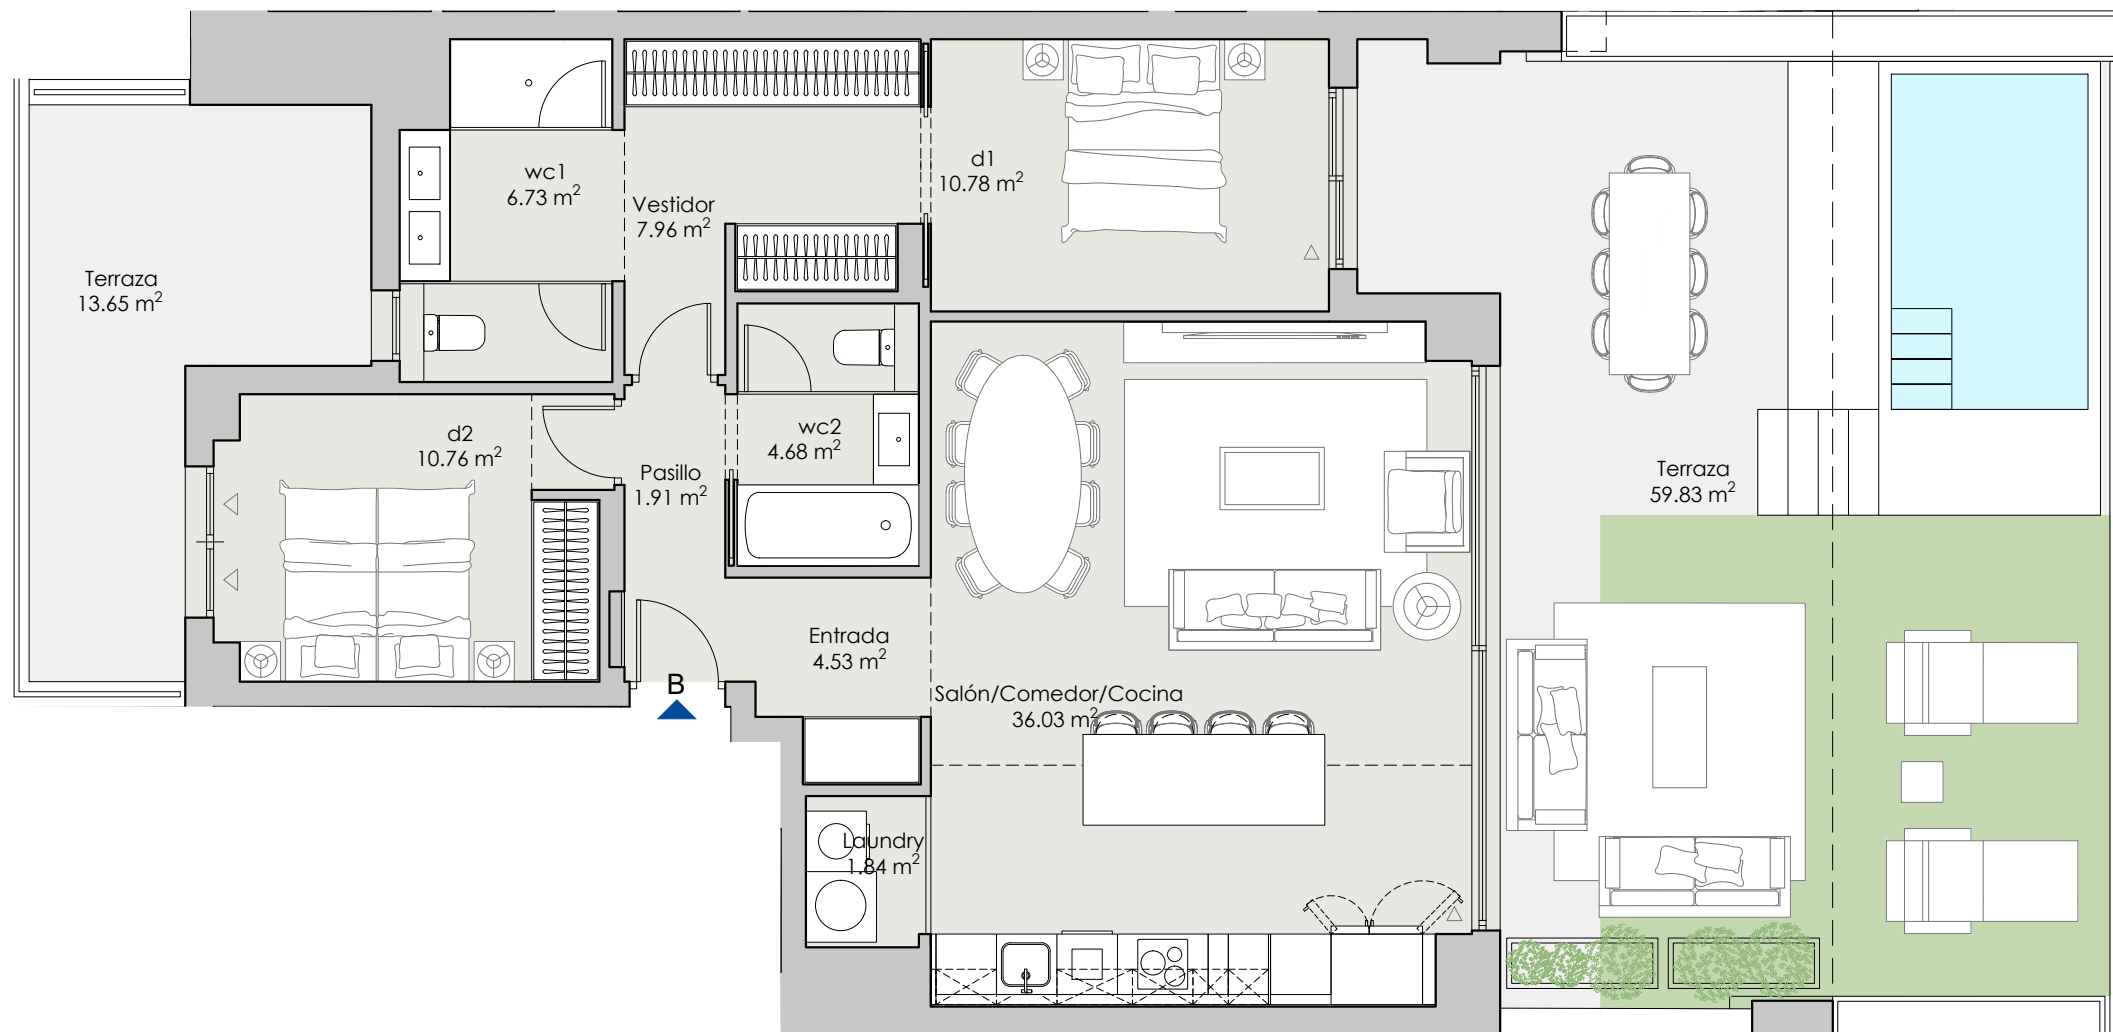 wc1
6.73 m²
Vestidor
7.96 m²
d1
10.78 m²
Terraza
13.65 m²
d2
10.76 m²
Pasillo
1.91 m²
wc2
4.68 m²
Terraza
59.83 m²
Entrada
4.53 m²
B
Salón/Comedor/Cocina
36.03 m²
Laundry
1.84 m²